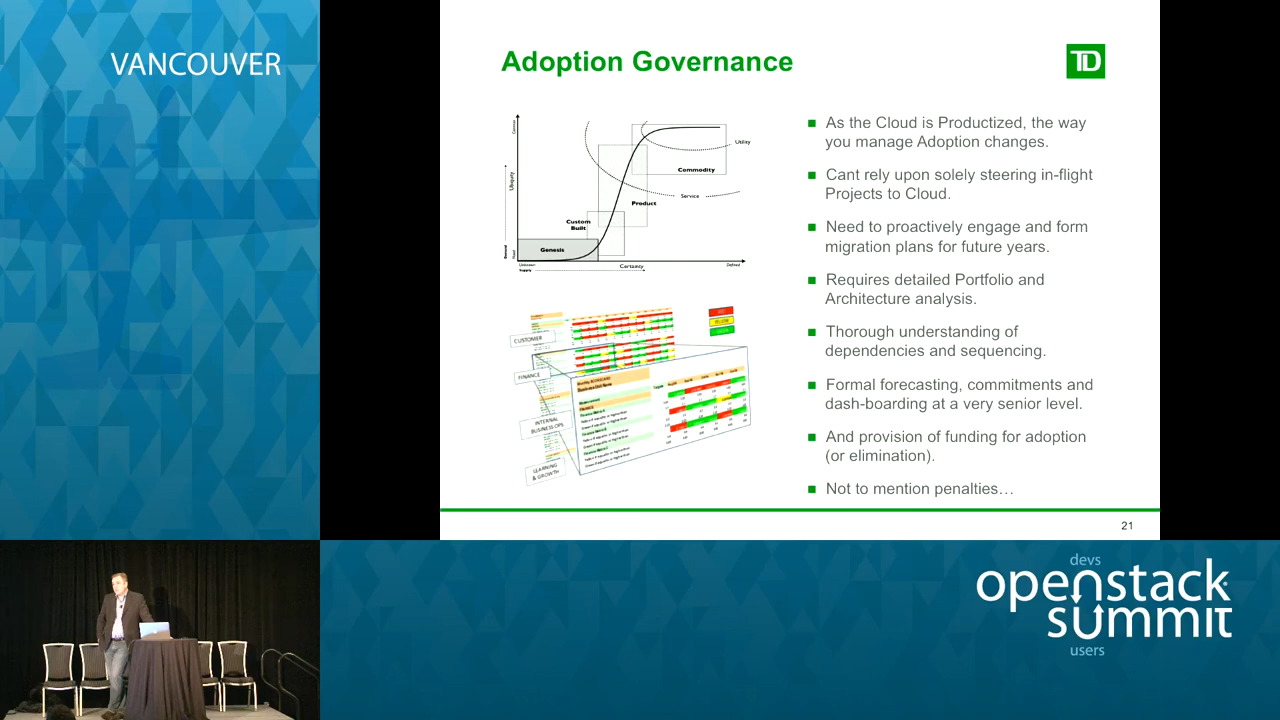 VANCOUVER
Adoption Governance
TD
As the Cloud is Productized, the way
you manage Adoption changes.
Cant rely upon solely steering in-flight
Projects to Cloud.
Need to proactively engage and form
migration plans for future years.
Requires detailed Portfolio and
Architecture analysis.
Thorough understanding of
dependencies and sequencing.
Formal forecasting, commitments and
dash-boarding at a very senior level.
And provision of funding for adoption
(or elimination).
Not to mention penalties…
Utility
Commodity
Service
Product
Custom
Built
Genesis
Ubiquity
Certainty
Defined
CUSTOMER
FINANCE
INTERNAL
BUSINESS OPS
LEARNING
& GROWTH
21
devs
openstack
summit
users